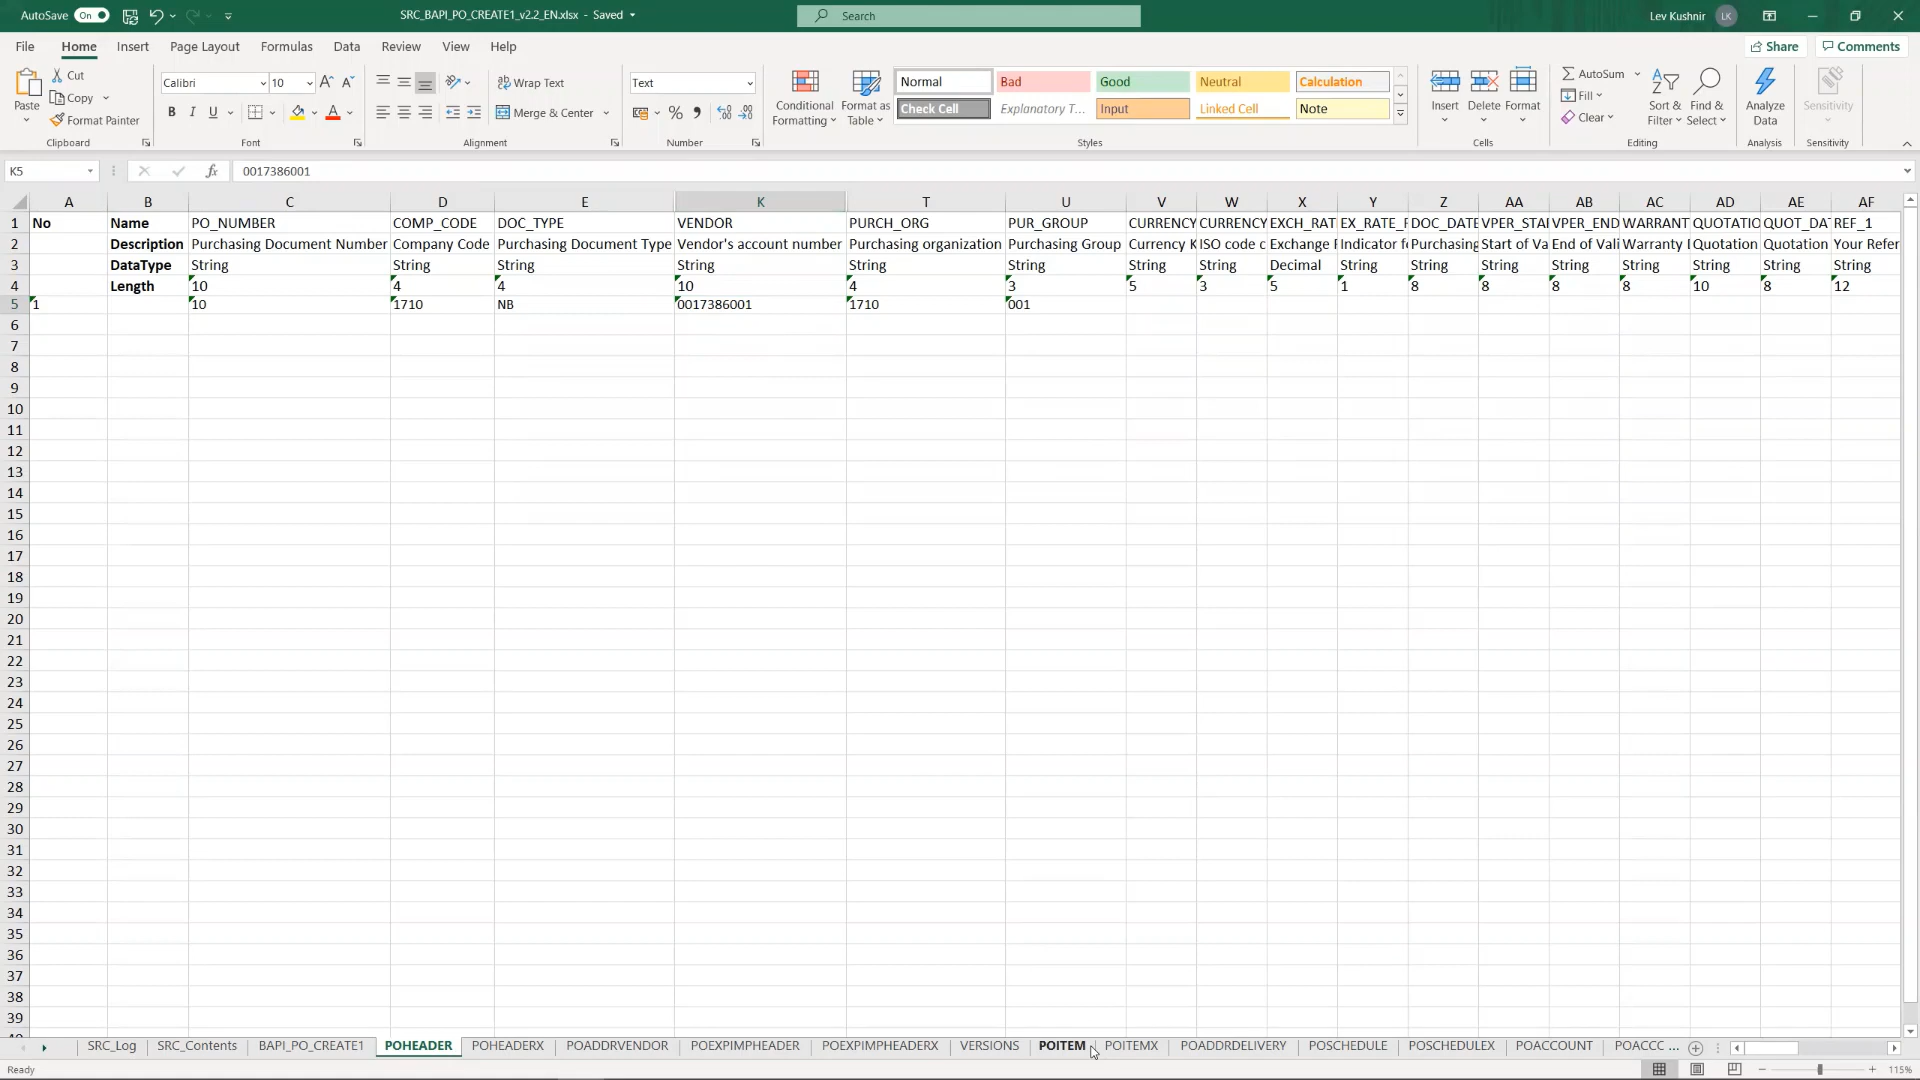 AutoSave On SRC_BAPI_PO_CREATE1_v2.2_EN.xlsx - Saved Search Lev Kushnir LK
File Home Insert Page Layout Formulas Data Review View Help Share Comments
Paste Cut Copy Format Painter Clipboard
Calibri 10 B I U A Font
Wrap Text Merge & Center Alignment
Text % Number
Conditional Formatting Format as Table
Normal Bad Good Neutral Calculation
Check Cell Explanatory T... Input Linked Cell Note
Styles
Insert Delete Format Cells
AutoSum Fill Clear Sort & Filter Find & Select Editing
Analyze Data Analysis
Sensitivity Sensitivity
K5 fx 0017386001
A B C D E K T U V W X Y Z AA AB AC AD AE AF
1 No Name PO_NUMBER COMP_CODE DOC_TYPE VENDOR PURCH_ORG PUR_GROUP CURRENCY CURRENCY EXCH_RAT EX_RATE_F DOC_DATE VPER_STAR VPER_END WARRANT QUOTATIO QUOT_DAT REF_1
2 Description Purchasing Document Number Company Code Purchasing Document Type Vendor's account number Purchasing organization Purchasing Group Currency K ISO code c Exchange Indicator fo Purchasing Start of Va End of Vali Warranty Quotation Quotation Your Refer
3 DataType String String String String String String String String Decimal String String String String String String String String
4 Length 10 4 4 10 4 3 5 3 5 1 8 8 8 8 10 8 12
5 1 10 1710 NB 0017386001 1710 001
6
7
8
9
10
11
12
13
14
15
16
17
18
19
20
21
22
23
24
25
26
27
28
29
30
31
32
33
34
35
36
37
38
39
SRC_Log SRC_Contents BAPI_PO_CREATE1 POHEADER POHEADERX POADDRVENDOR POEXPIMPHEADER POEXPIMPHEADERX VERSIONS POITEM POITEMX POADDRDELIVERY POSCHEDULE POSCHEDULEX POACCOUNT POACCC ...
Ready 115%